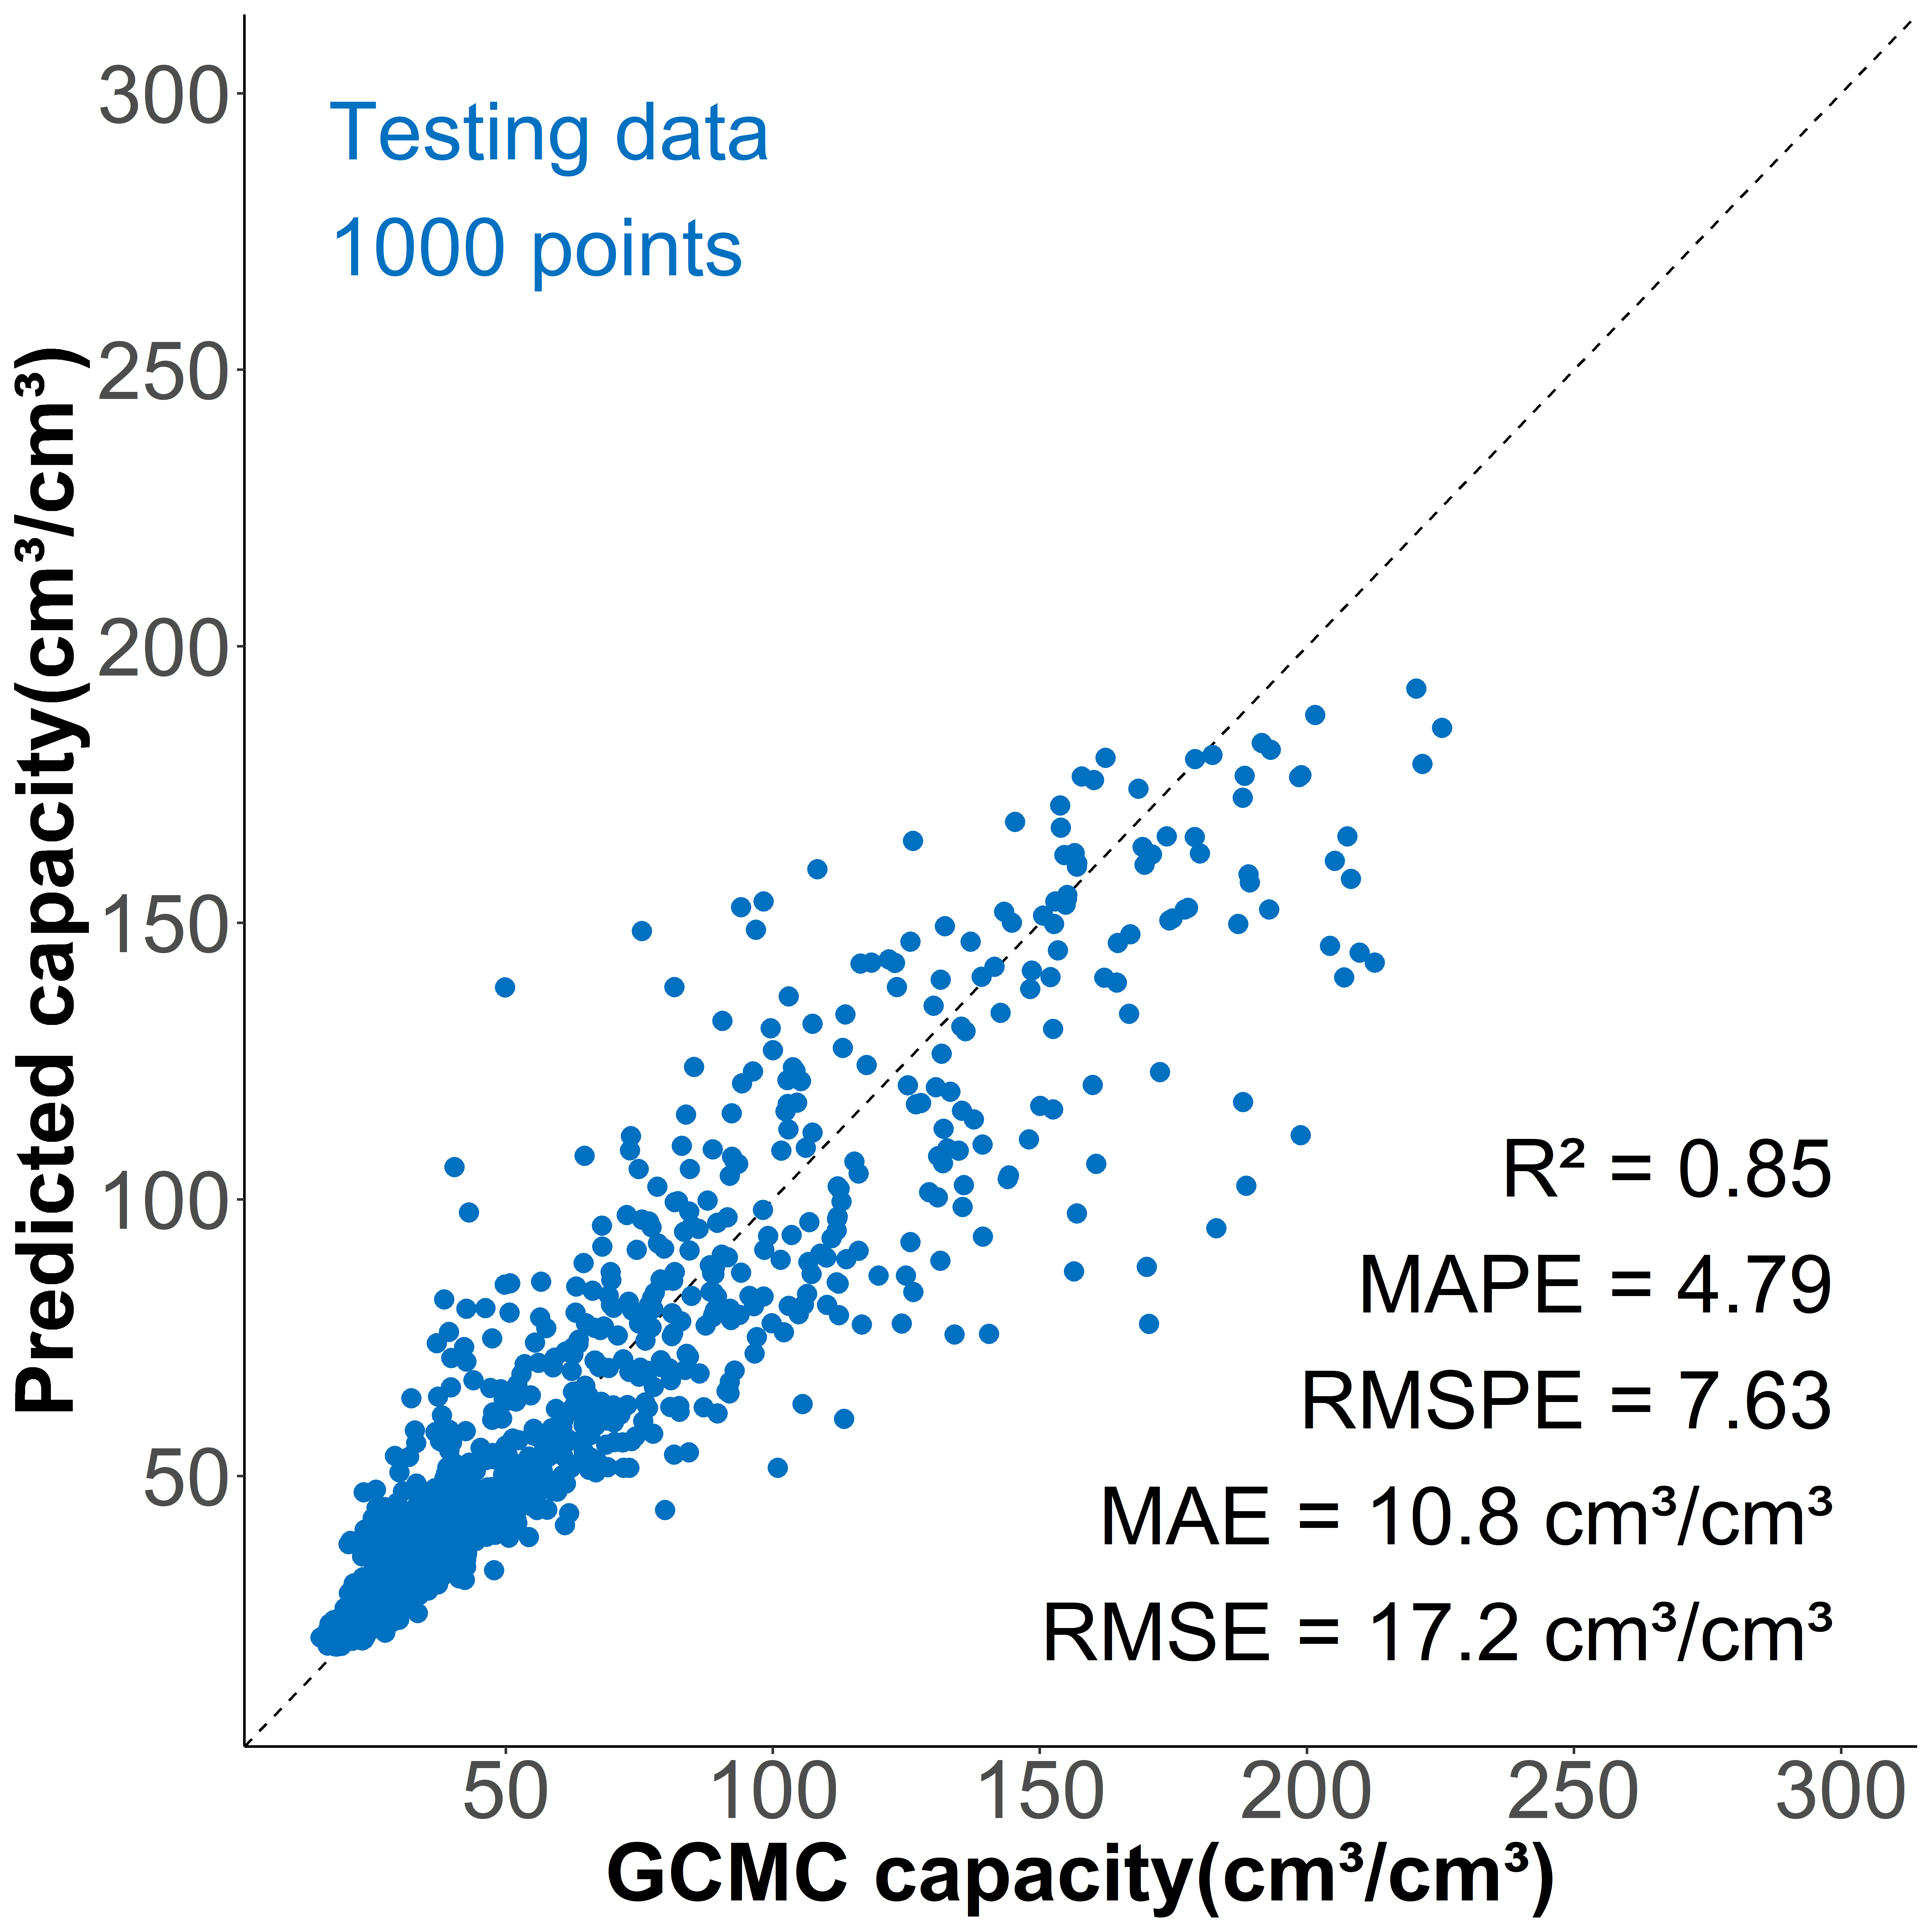 Testing data
1000 points
Predicted capacity(cm³/cm³)
300
250
200
150
100
50
R² = 0.85
MAPE = 4.79
RMSPE = 7.63
MAE = 10.8 cm³/cm³
RMSE = 17.2 cm³/cm³
50 100 150 200 250 300
GCMC capacity(cm³/cm³)